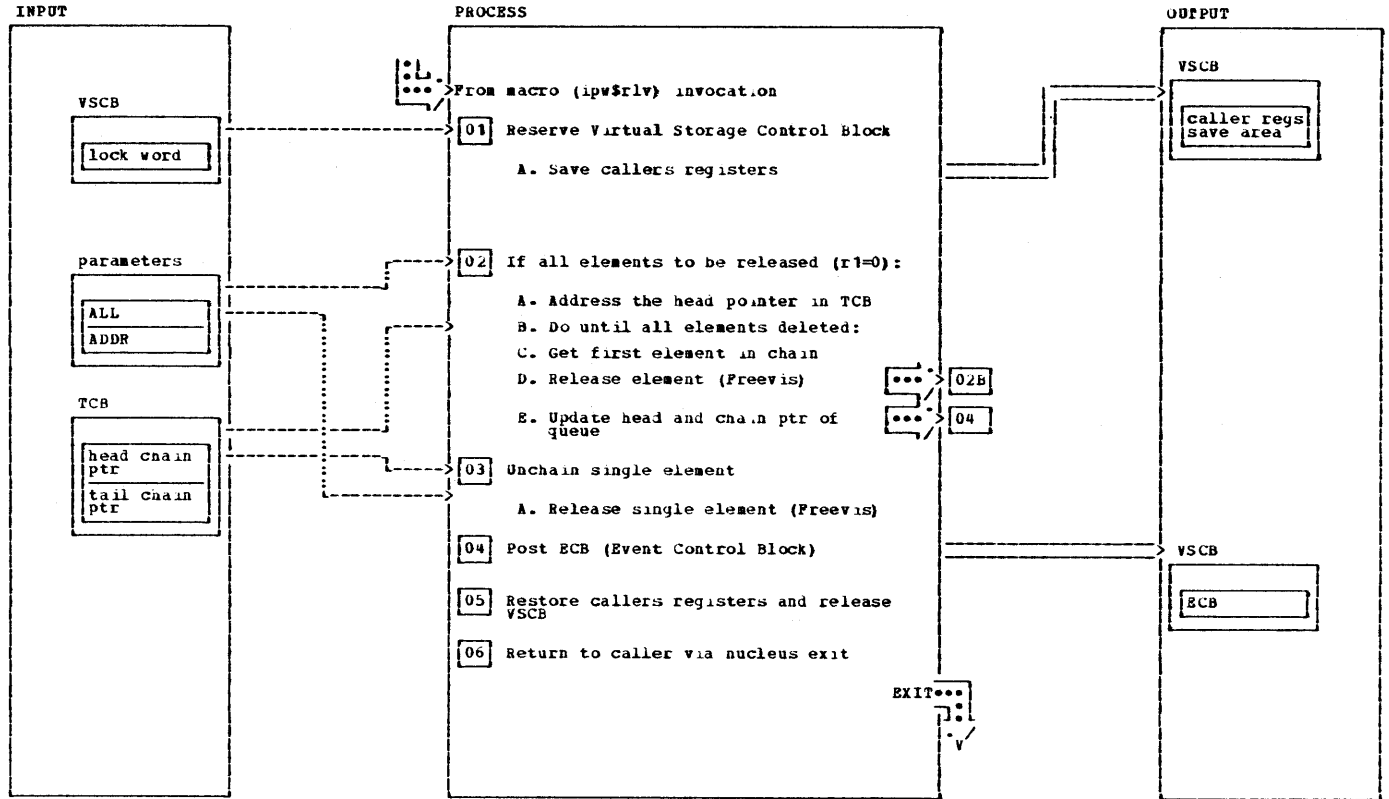 INPUT
PROCESS
OUTPUT
From macro (ipw$rlv) invocation
VSCB
lock word
01 Reserve Virtual Storage Control Block
A. Save callers registers
VSCB
caller regs
save area
parameters
ALL
ADDR
02 If all elements to be released (r1=0):
A. Address the head pointer in TCB
B. Do until all elements deleted:
C. Get first element in chain
D. Release element (Freevis)
02B
E. Update head and chain ptr of
queue
04
TCB
head chain
ptr
tail chain
ptr
03 Unchain single element
A. Release single element (Freevis)
04 Post ECB (Event Control Block)
VSCB
ECB
05 Restore callers registers and release
VSCB
06 Return to caller via nucleus exit
EXIT